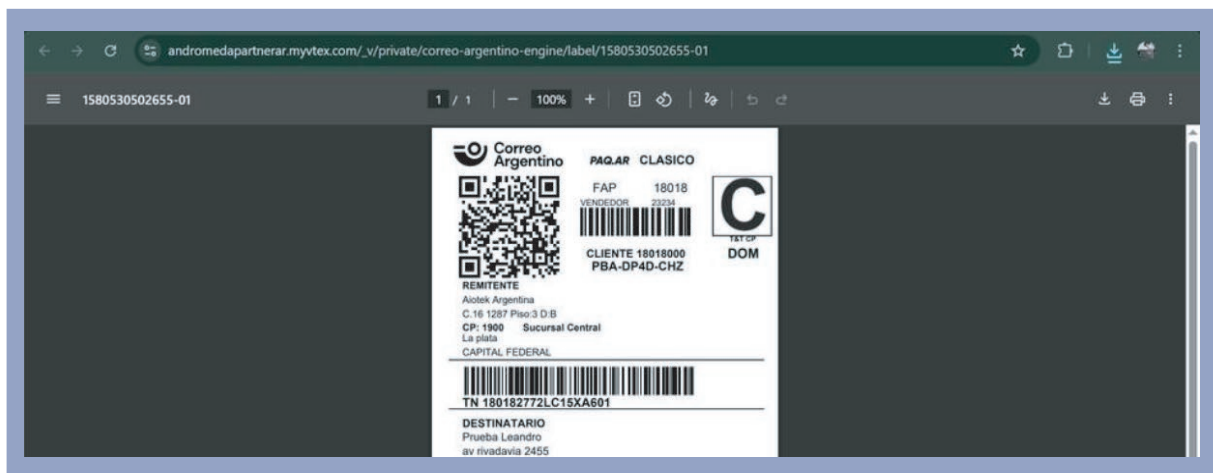 andromedapartnerar.myvtex.com/_v/private/correo-argentino-engine/label/1580530502655-01
1580530502655-01
1 / 1
100%
Correo
Argentino
PAQ.AR CLASICO
FAP 18018
VENDEDOR 23234
C
T&T CP
DOM
CLIENTE 18018000
PBA-DP4D-CHZ
REMITENTE
Aiotek Argentina
C.16 1287 Piso:3 D:B
CP: 1900 Sucursal Central
La plata
CAPITAL FEDERAL
TN 180182772LC15XA601
DESTINATARIO
Prueba Leandro
av rivadavia 2455